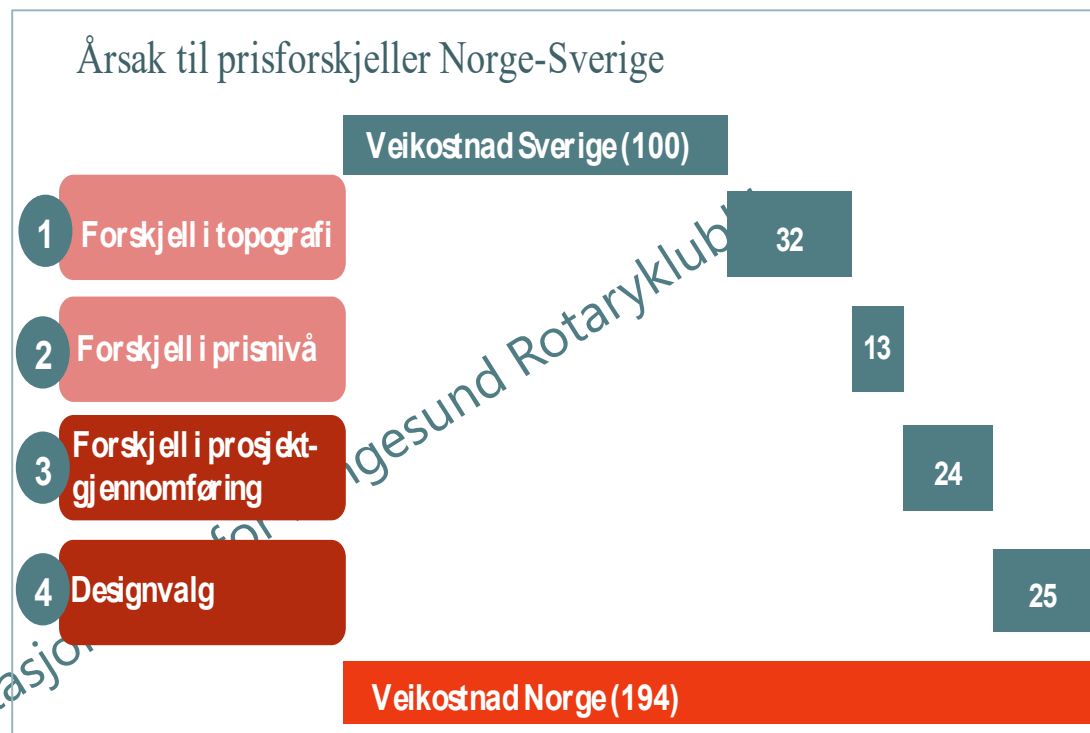 Årsak til prisforskjeller Norge-Sverige
Veikostnad Sverige (100)
1
Forskjell i topografi
32
2
Forskjell i prisnivå
13
3
Forskjell i prosjekt-
gjennomføring
24
4
Designvalg
25
Veikostnad Norge (194)
for